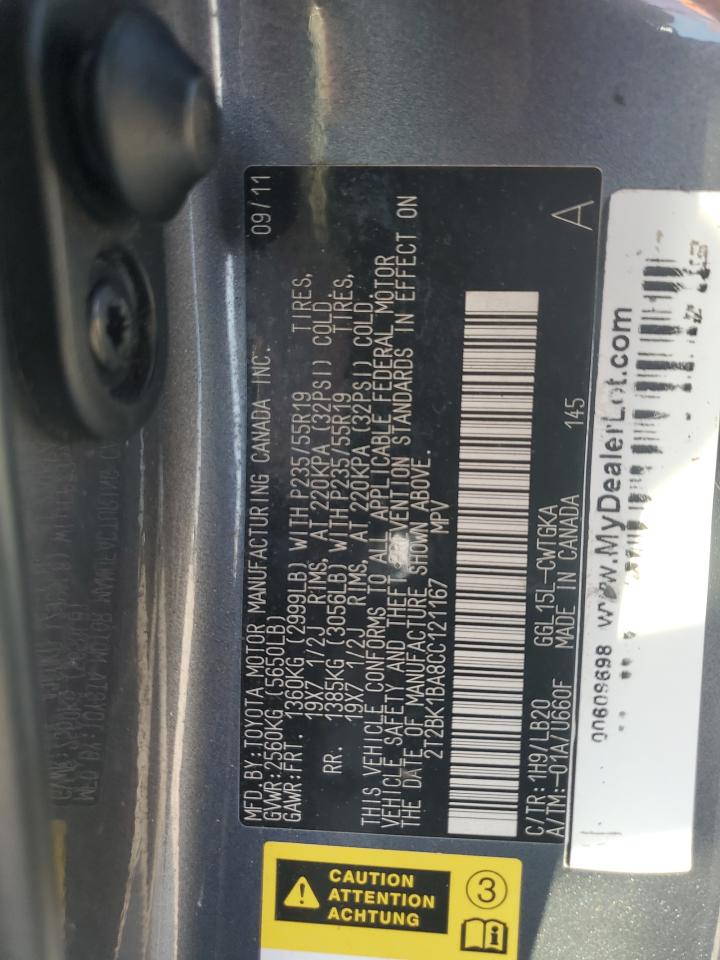 MFD. BY: TOYOTA MOTOR MANUFACTURING CANADA INC. 09/11
GVWR: 2560KG (5650LB)
GAWR: FRT. 1360KG (2999LB) WITH P235/55R19 TIRES,
19X7 1/2J RIMS, AT 220KPA (32PSI) COLD
RR. 1385KG (3056LB) WITH P235/55R19 TIRES,
19X7 1/2J RIMS, AT 220KPA (32PSI) COLD
THIS VEHICLE CONFORMS TO ALL APPLICABLE FEDERAL MOTOR
VEHICLE SAFETY AND THEFT PREVENTION STANDARDS IN EFFECT ON
THE DATE OF MANUFACTURE SHOWN ABOVE.
2T2BK1BA8CC121167 MPV
C/TR: 1H9/LB20 GGL15L-CWTGKA 145 A
A/TM: -01A/U660F MADE IN CANADA
00609698 www.MyDealerLot.com
CAUTION
ATTENTION
ACHTUNG
3
i